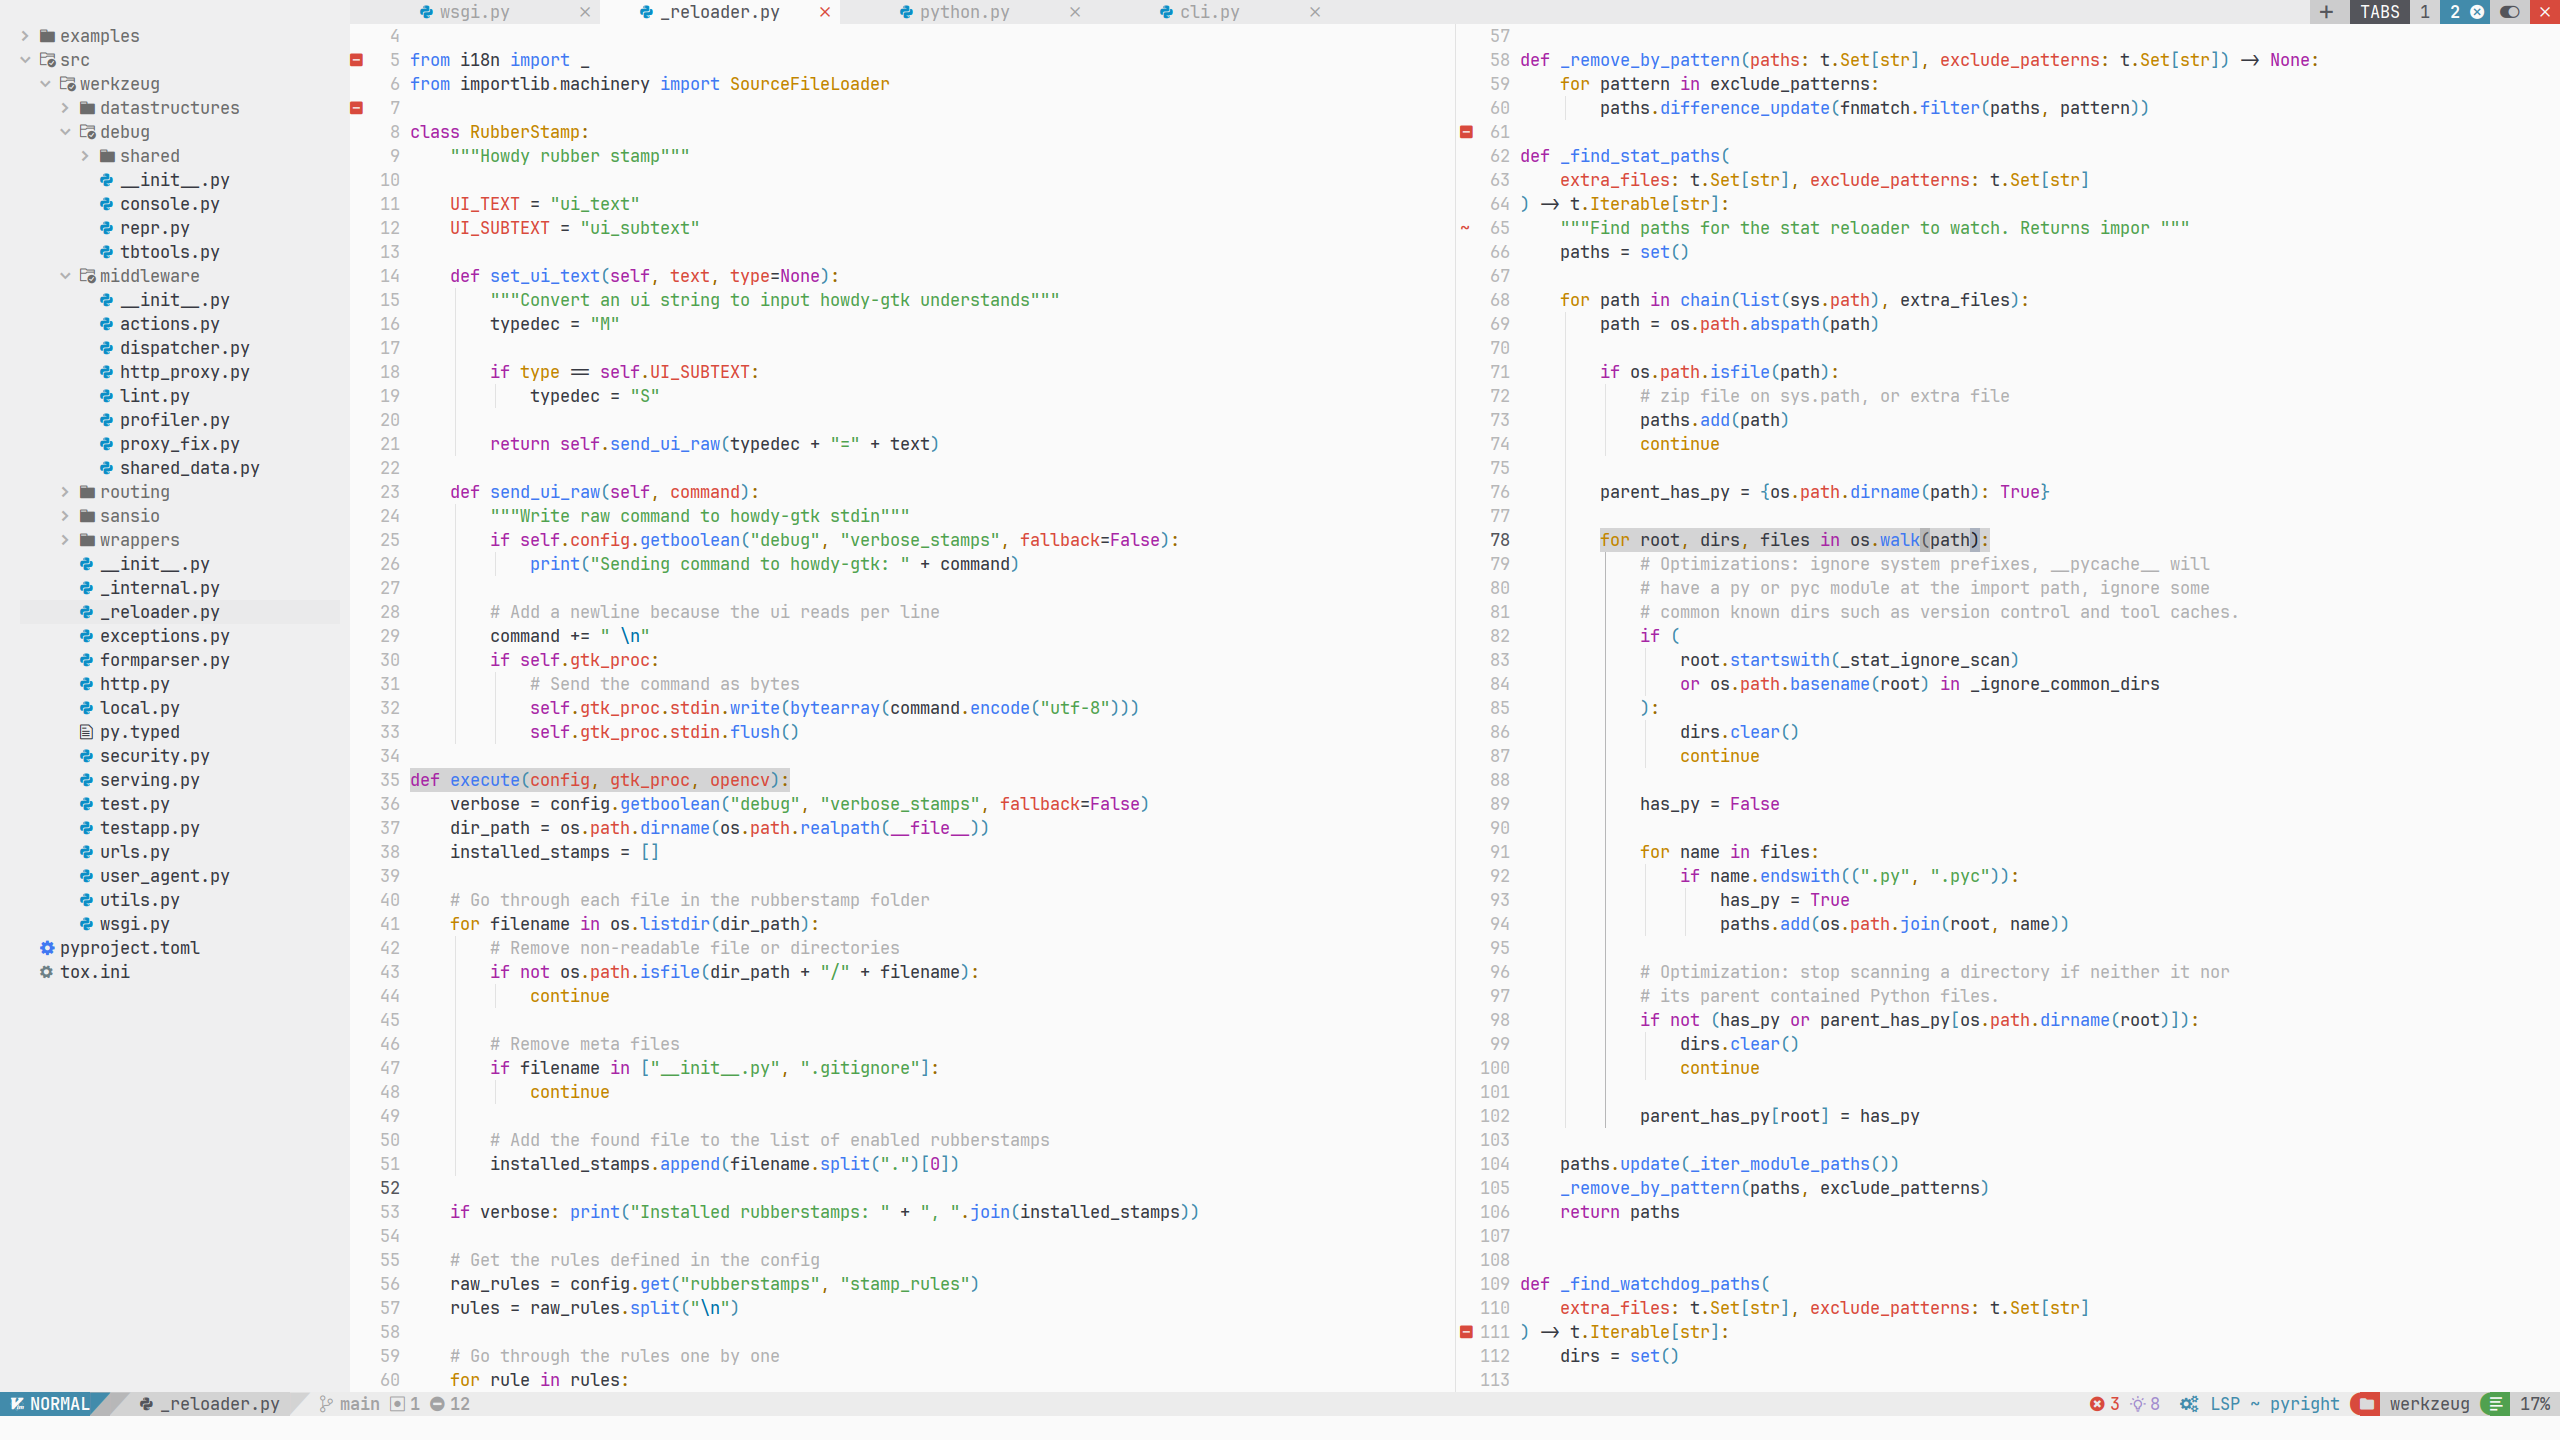 wsgi.py _reloader.py python.py cli.py + TABS 1 2
examples
src
werkzeug
datastructures
debug
shared
__init__.py
console.py
repr.py
tbtools.py
middleware
__init__.py
actions.py
dispatcher.py
http_proxy.py
lint.py
profiler.py
proxy_fix.py
shared_data.py
routing
sansio
wrappers
__init__.py
_internal.py
_reloader.py
exceptions.py
formparser.py
http.py
local.py
py.typed
security.py
serving.py
test.py
testapp.py
urls.py
user_agent.py
utils.py
wsgi.py
pyproject.toml
tox.ini
4
5 from i18n import _
6 from importlib.machinery import SourceFileLoader
7
8 class RubberStamp:
9     """Howdy rubber stamp"""
10
11     UI_TEXT = "ui_text"
12     UI_SUBTEXT = "ui_subtext"
13
14     def set_ui_text(self, text, type=None):
15         """Convert an ui string to input howdy-gtk understands"""
16         typedec = "M"
17
18         if type == self.UI_SUBTEXT:
19             typedec = "S"
20
21         return self.send_ui_raw(typedec + "=" + text)
22
23     def send_ui_raw(self, command):
24         """Write raw command to howdy-gtk stdin"""
25         if self.config.getboolean("debug", "verbose_stamps", fallback=False):
26             print("Sending command to howdy-gtk: " + command)
27
28         # Add a newline because the ui reads per line
29         command += " \n"
30         if self.gtk_proc:
31             # Send the command as bytes
32             self.gtk_proc.stdin.write(bytearray(command.encode("utf-8")))
33             self.gtk_proc.stdin.flush()
34
35 def execute(config, gtk_proc, opencv):
36     verbose = config.getboolean("debug", "verbose_stamps", fallback=False)
37     dir_path = os.path.dirname(os.path.realpath(__file__))
38     installed_stamps = []
39
40     # Go through each file in the rubberstamp folder
41     for filename in os.listdir(dir_path):
42         # Remove non-readable file or directories
43         if not os.path.isfile(dir_path + "/" + filename):
44             continue
45
46         # Remove meta files
47         if filename in ["__init__.py", ".gitignore"]:
48             continue
49
50         # Add the found file to the list of enabled rubberstamps
51         installed_stamps.append(filename.split(".")[0])
52
53     if verbose: print("Installed rubberstamps: " + ", ".join(installed_stamps))
54
55     # Get the rules defined in the config
56     raw_rules = config.get("rubberstamps", "stamp_rules")
57     rules = raw_rules.split("\n")
58
59     # Go through the rules one by one
60     for rule in rules:
57
58 def _remove_by_pattern(paths: t.Set[str], exclude_patterns: t.Set[str]) -> None:
59     for pattern in exclude_patterns:
60         paths.difference_update(fnmatch.filter(paths, pattern))
61
62 def _find_stat_paths(
63     extra_files: t.Set[str], exclude_patterns: t.Set[str]
64 ) -> t.Iterable[str]:
~ 65     """Find paths for the stat reloader to watch. Returns impor """
66     paths = set()
67
68     for path in chain(list(sys.path), extra_files):
69         path = os.path.abspath(path)
70
71         if os.path.isfile(path):
72             # zip file on sys.path, or extra file
73             paths.add(path)
74             continue
75
76         parent_has_py = {os.path.dirname(path): True}
77
78         for root, dirs, files in os.walk(path):
79             # Optimizations: ignore system prefixes, __pycache__ will
80             # have a py or pyc module at the import path, ignore some
81             # common known dirs such as version control and tool caches.
82             if (
83                 root.startswith(_stat_ignore_scan)
84                 or os.path.basename(root) in _ignore_common_dirs
85             ):
86                 dirs.clear()
87                 continue
88
89             has_py = False
90
91             for name in files:
92                 if name.endswith((".py", ".pyc")):
93                     has_py = True
94                     paths.add(os.path.join(root, name))
95
96             # Optimization: stop scanning a directory if neither it nor
97             # its parent contained Python files.
98             if not (has_py or parent_has_py[os.path.dirname(root)]):
99                 dirs.clear()
100                 continue
101
102             parent_has_py[root] = has_py
103
104     paths.update(_iter_module_paths())
105     _remove_by_pattern(paths, exclude_patterns)
106     return paths
107
108
109 def _find_watchdog_paths(
110     extra_files: t.Set[str], exclude_patterns: t.Set[str]
111 ) -> t.Iterable[str]:
112     dirs = set()
113
NORMAL _reloader.py main 1 12 3 8 LSP ~ pyright werkzeug 17%